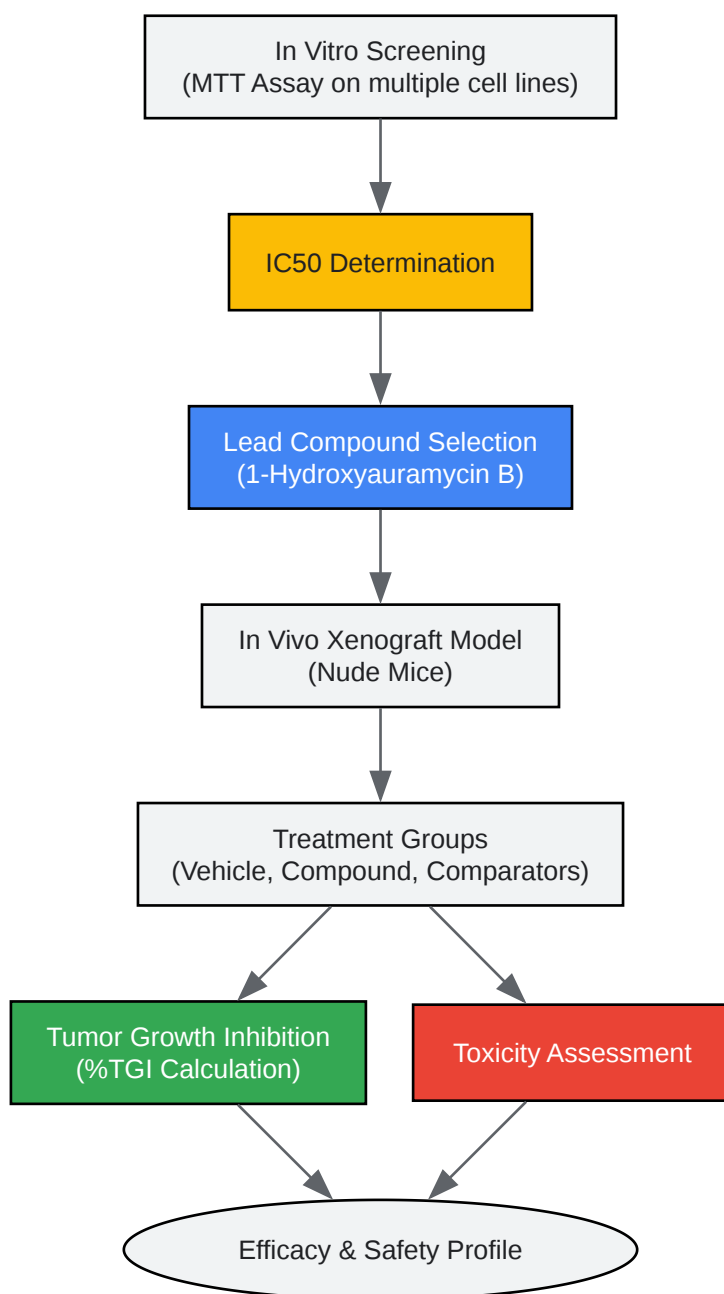 In Vitro Screening
(MTT Assay on multiple cell lines)
IC50 Determination
Lead Compound Selection
(1-Hydroxyauramycin B)
In Vivo Xenograft Model
(Nude Mice)
Treatment Groups
(Vehicle, Compound, Comparators)
Tumor Growth Inhibition
(%TGI Calculation)
Toxicity Assessment
Efficacy & Safety Profile